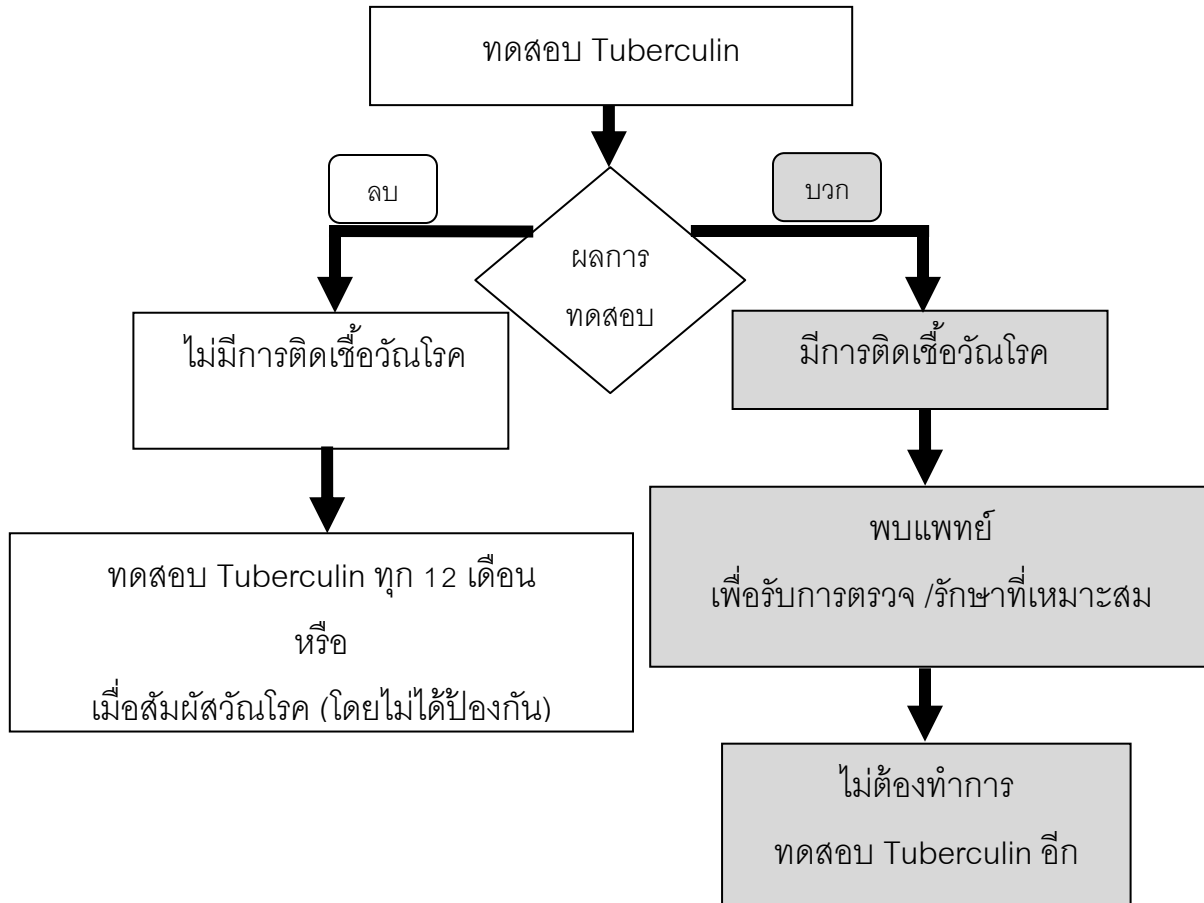 ทดสอบ Tuberculin
ลบ
บวก
ผลการ
ทดสอบ
ไม่มีการติดเชื้อวัณโรค
มีการติดเชื้อวัณโรค
ทดสอบ Tuberculin ทุก 12 เดือน
หรือ
เมื่อสัมผัสวัณโรค (โดยไม่ได้ป้องกัน)
พบแพทย์
เพื่อรับการตรวจ /รักษาที่เหมาะสม
ไม่ต้องทำการ
ทดสอบ Tuberculin อีก